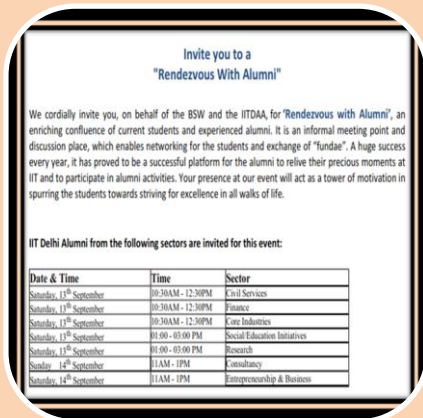 Invite you to a
"Rendezvous With Alumni"
We cordially invite you, on behalf of the BSW and the IITDAA, for 'Rendezvous with Alumni', an
enriching confluence of current students and experienced alumni. It is an informal meeting point and
discussion place, which enables networking for the students and exchange of "fundae". A huge success
every year, it has proved to be a successful platform for the alumni to relive their precious moments at
IIT and to participate in alumni activities. Your presence at our event will act as a tower of motivation in
spurring the students towards striving for excellence in all walks of life.
IIT Delhi Alumni from the following sectors are invited for this event:
Date & Time Time Sector
Saturday, 13th September 10:30AM - 12:30PM Civil Services
Saturday, 13th September 10:30AM - 12:30PM Finance
Saturday, 13th September 10:30AM - 12:30PM Core Industries
Saturday, 13th September 01:00 - 03:00 PM Social/Education Initiatives
Saturday, 13th September 01:00 - 03:00 PM Research
Sunday 14th September 11AM - 1PM Consultancy
Saturday, 14th September 11AM - 1PM Entrepreneurship & Business